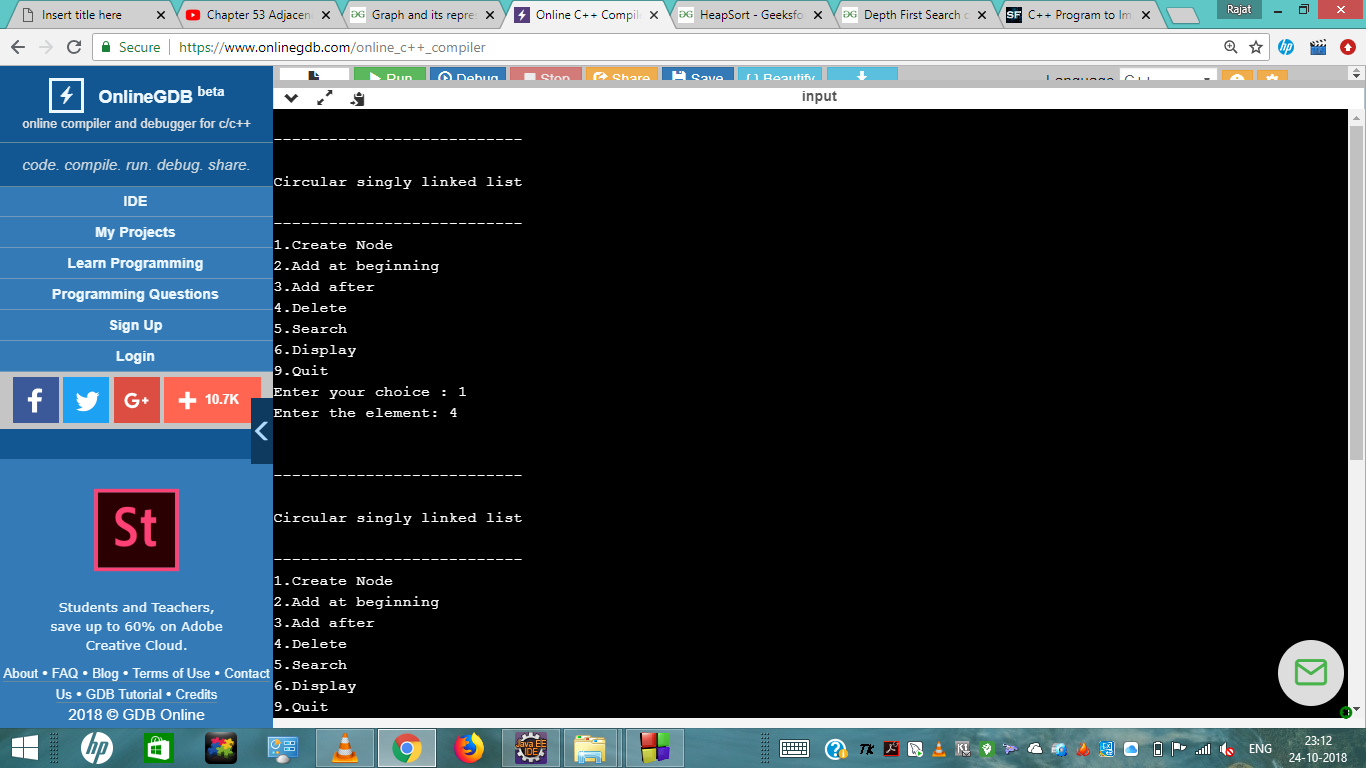 Insert title here
Chapter 53 Adjacen
Graph and its repre
Online C++ Compil
HeapSort - Geeksfo
Depth First Search
C++ Program to Im
Rajat
Secure
https://www.onlinegdb.com/online_c++_compiler
OnlineGDB beta
online compiler and debugger for c/c++
code. compile. run. debug. share.
IDE
My Projects
Learn Programming
Programming Questions
Sign Up
Login
10.7K
St
Students and Teachers,
save up to 60% on Adobe
Creative Cloud.
About • FAQ • Blog • Terms of Use • Contact
Us • GDB Tutorial • Credits
2018 © GDB Online
Run
Debug
Stop
Share
Save
{ } Beautify
Language
C++
input
---------------------------
Circular singly linked list
---------------------------
1.Create Node
2.Add at beginning
3.Add after
4.Delete
5.Search
6.Display
9.Quit
Enter your choice : 1
Enter the element: 4
---------------------------
Circular singly linked list
---------------------------
1.Create Node
2.Add at beginning
3.Add after
4.Delete
5.Search
6.Display
9.Quit
hp
Java EE
IDE
ENG
23:12
24-10-2018